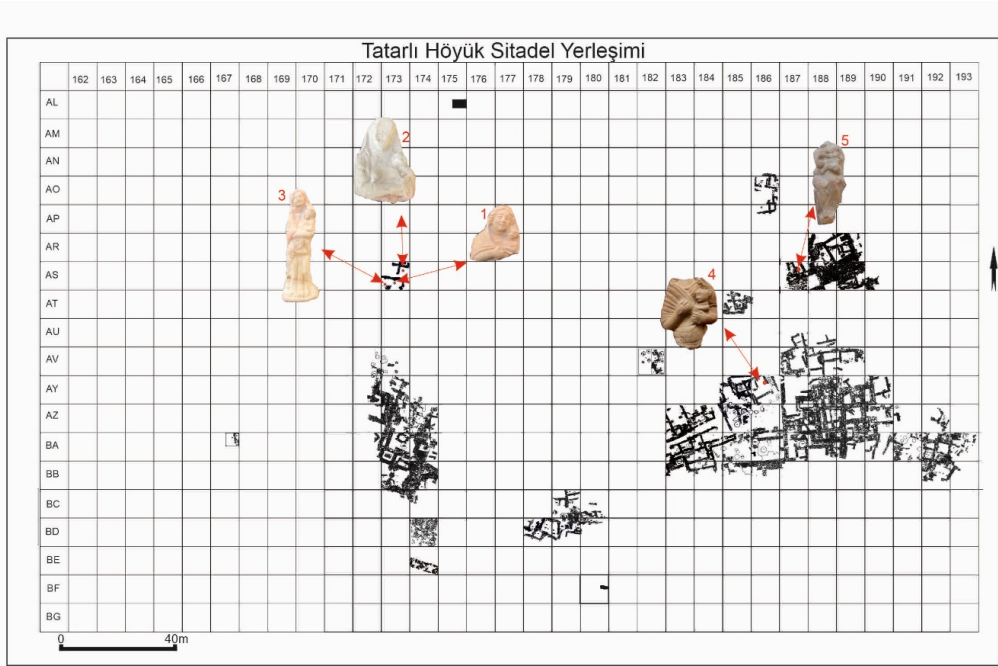 Tatarlı Höyük Sitadel Yerleşimi
162 163 164 165 166 167 168 169 170 171 172 173 174 175 176 177 178 179 180 181 182 183 184 185 186 187 188 189 190 191 192 193
AL
AM
2
AN
5
AO
3
AP
1
AR
AS
4
AT
AU
AV
AY
AZ
BA
BB
BC
BD
BE
BF
BG
0 40m